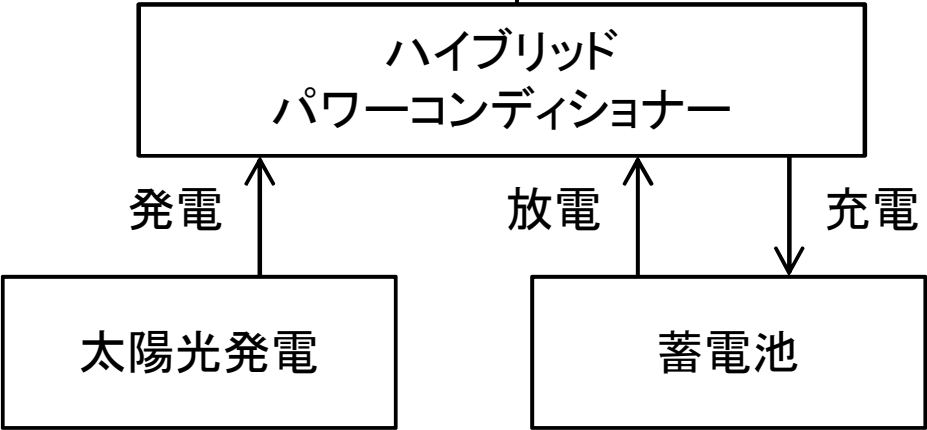 ハイブリッド
パワーコンディショナー
発電
放電
充電
太陽光発電
蓄電池